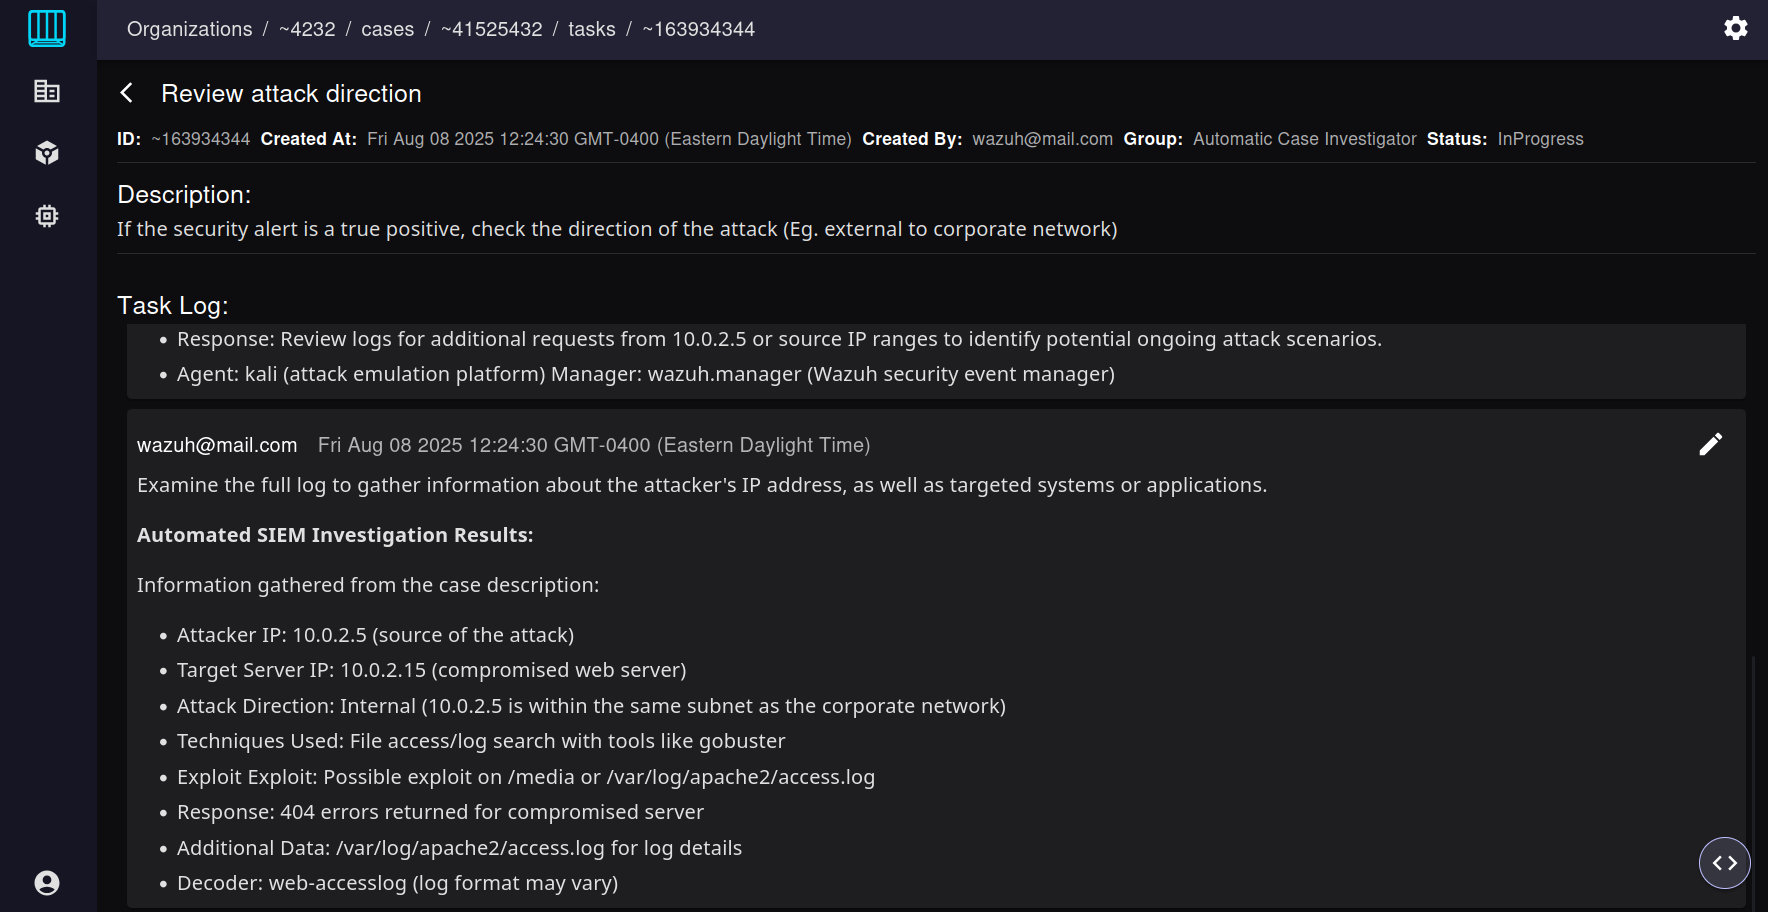 Organizations / ~4232 / cases / ~41525432 / tasks / ~163934344
Review attack direction
ID: ~163934344 Created At: Fri Aug 08 2025 12:24:30 GMT-0400 (Eastern Daylight Time) Created By: wazuh@mail.com Group: Automatic Case Investigator Status: InProgress
Description:
If the security alert is a true positive, check the direction of the attack (Eg. external to corporate network)
Task Log:
• Response: Review logs for additional requests from 10.0.2.5 or source IP ranges to identify potential ongoing attack scenarios.
• Agent: kali (attack emulation platform) Manager: wazuh.manager (Wazuh security event manager)
wazuh@mail.com Fri Aug 08 2025 12:24:30 GMT-0400 (Eastern Daylight Time)
Examine the full log to gather information about the attacker's IP address, as well as targeted systems or applications.
Automated SIEM Investigation Results:
Information gathered from the case description:
• Attacker IP: 10.0.2.5 (source of the attack)
• Target Server IP: 10.0.2.15 (compromised web server)
• Attack Direction: Internal (10.0.2.5 is within the same subnet as the corporate network)
• Techniques Used: File access/log search with tools like gobuster
• Exploit Exploit: Possible exploit on /media or /var/log/apache2/access.log
• Response: 404 errors returned for compromised server
• Additional Data: /var/log/apache2/access.log for log details
• Decoder: web-accesslog (log format may vary)